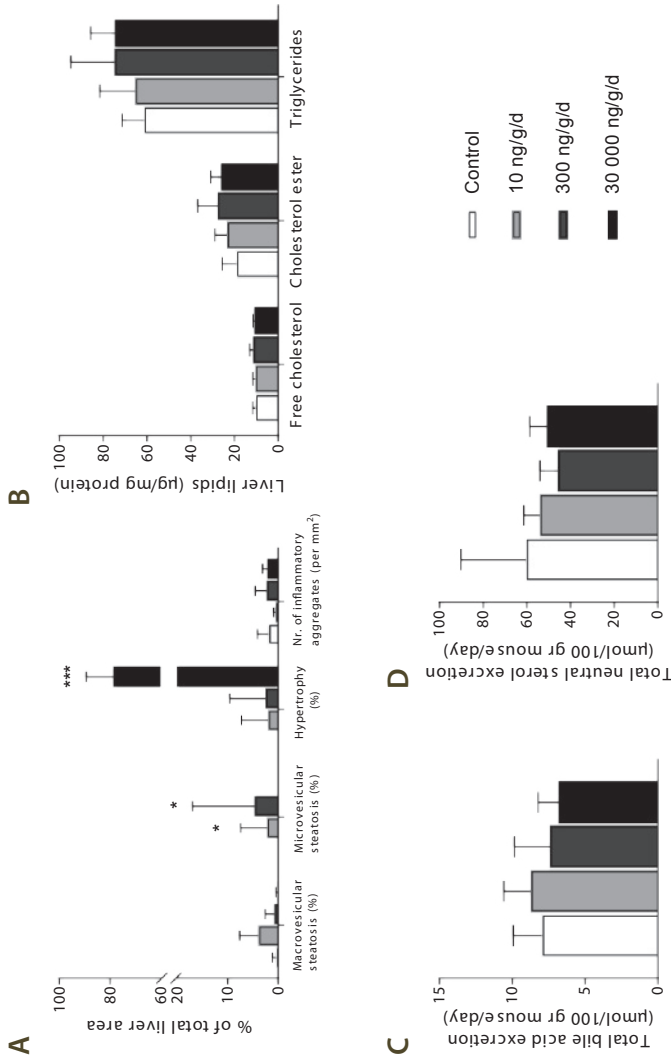 A
% of total liver area
100
80
60
20
10
0
*
*
***
Macrovesicular
steatosis (%)
Microvesicular
steatosis (%)
Hypertrophy
(%)
Nr. of inflammatory
aggregates (per mm²)
B
Liver lipids (µg/mg protein)
100
80
60
40
20
0
Free cholesterol
Cholesterol ester
Triglycerides
C
Total bile acid excretion
(µmol/100 gr mouse/day)
15
10
5
0
D
Total neutral sterol excretion
(µmol/100 gr mouse/day)
100
80
60
40
20
0
Control
10 ng/g/d
300 ng/g/d
30 000 ng/g/d